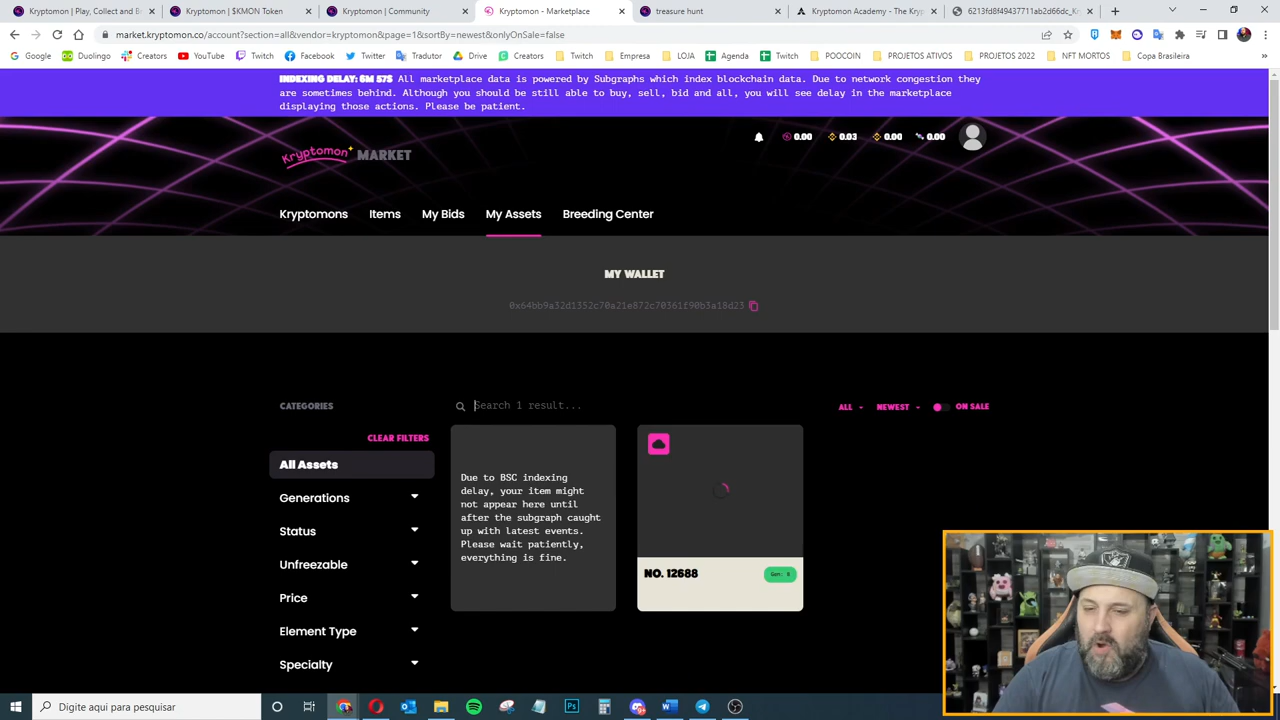 Kryptomon | Play, Collect and B
Kryptomon | $KMON Token
Kryptomon | Community
Kryptomon - Marketplace
treasure hunt
Kryptomon Academy - The Kry
6213fd8f49437711ab2d66dc_Kr
market.kryptomon.co/account?section=all&vendor=kryptomon&page=1&sortBy=newest&onlyOnSale=false
Google
Duolingo
Creators
YouTube
Twitch
Facebook
Twitter
Tradutor
Drive
Creators
Twitch
Empresa
LOJA
Agenda
Twitch
POOCOIN
PROJETOS ATIVOS
PROJETOS 2022
NFT MORTOS
Copa Brasileira
INDEXING DELAY: 6M 57S All marketplace data is powered by Subgraphs which index blockchain data. Due to network congestion they
are sometimes behind. Although you should be still able to buy, sell, bid and all, you will see delay in the marketplace
displaying those actions. Please be patient.
Kryptomon MARKET
0.00
0.03
0.00
0.00
Kryptomons
Items
My Bids
My Assets
Breeding Center
MY WALLET
0x64bb9a32d1352c70a21e872c70361f90b3a18d23
CATEGORIES
Search 1 result...
ALL
NEWEST
ON SALE
CLEAR FILTERS
All Assets
Generations
Status
Unfreezable
Price
Element Type
Specialty
Due to BSC indexing
delay, your item might
not appear here until
after the subgraph caught
up with latest events.
Please wait patiently,
everything is fine.
NO. 12688
Digite aqui para pesquisar